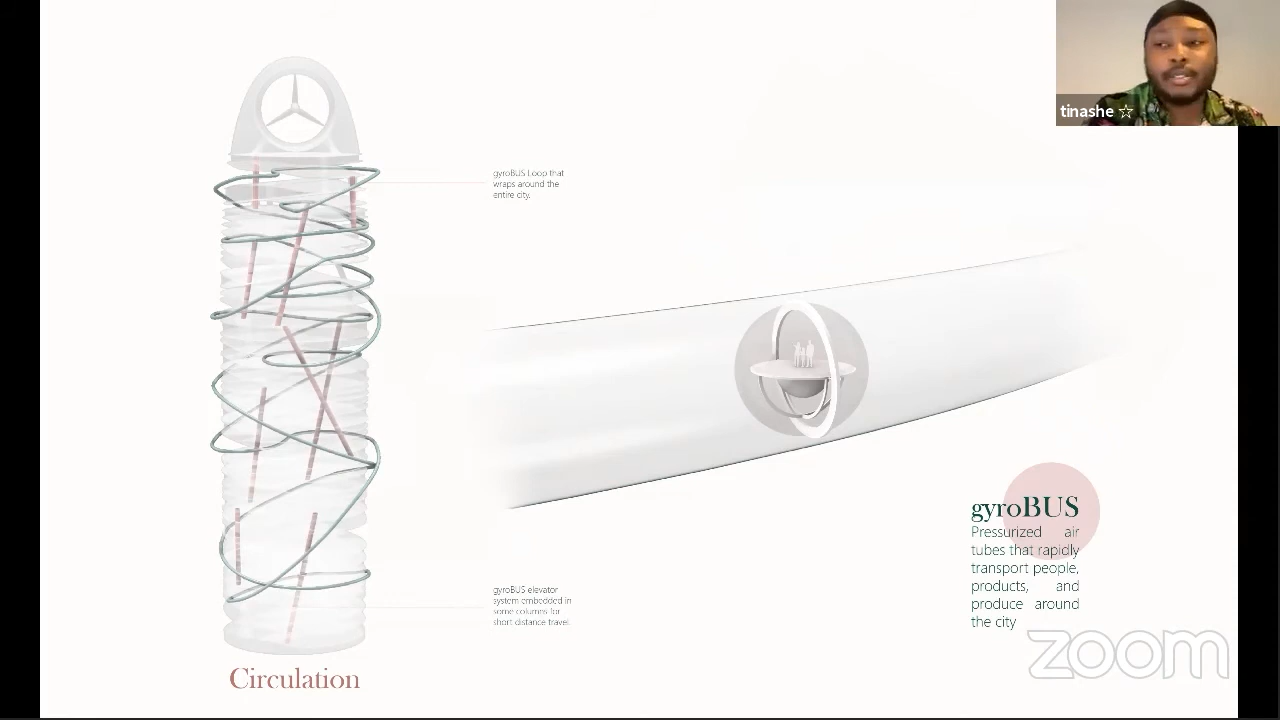 tinashe ☆
gyroBUS Loop that
wraps around the
entire city.
gyroBUS
Pressurized air
tubes that rapidly
transport people,
products, and
produce around
the city
gyroBUS elevator
system embedded in
some columns for
short distance travel.
zoom
Circulation